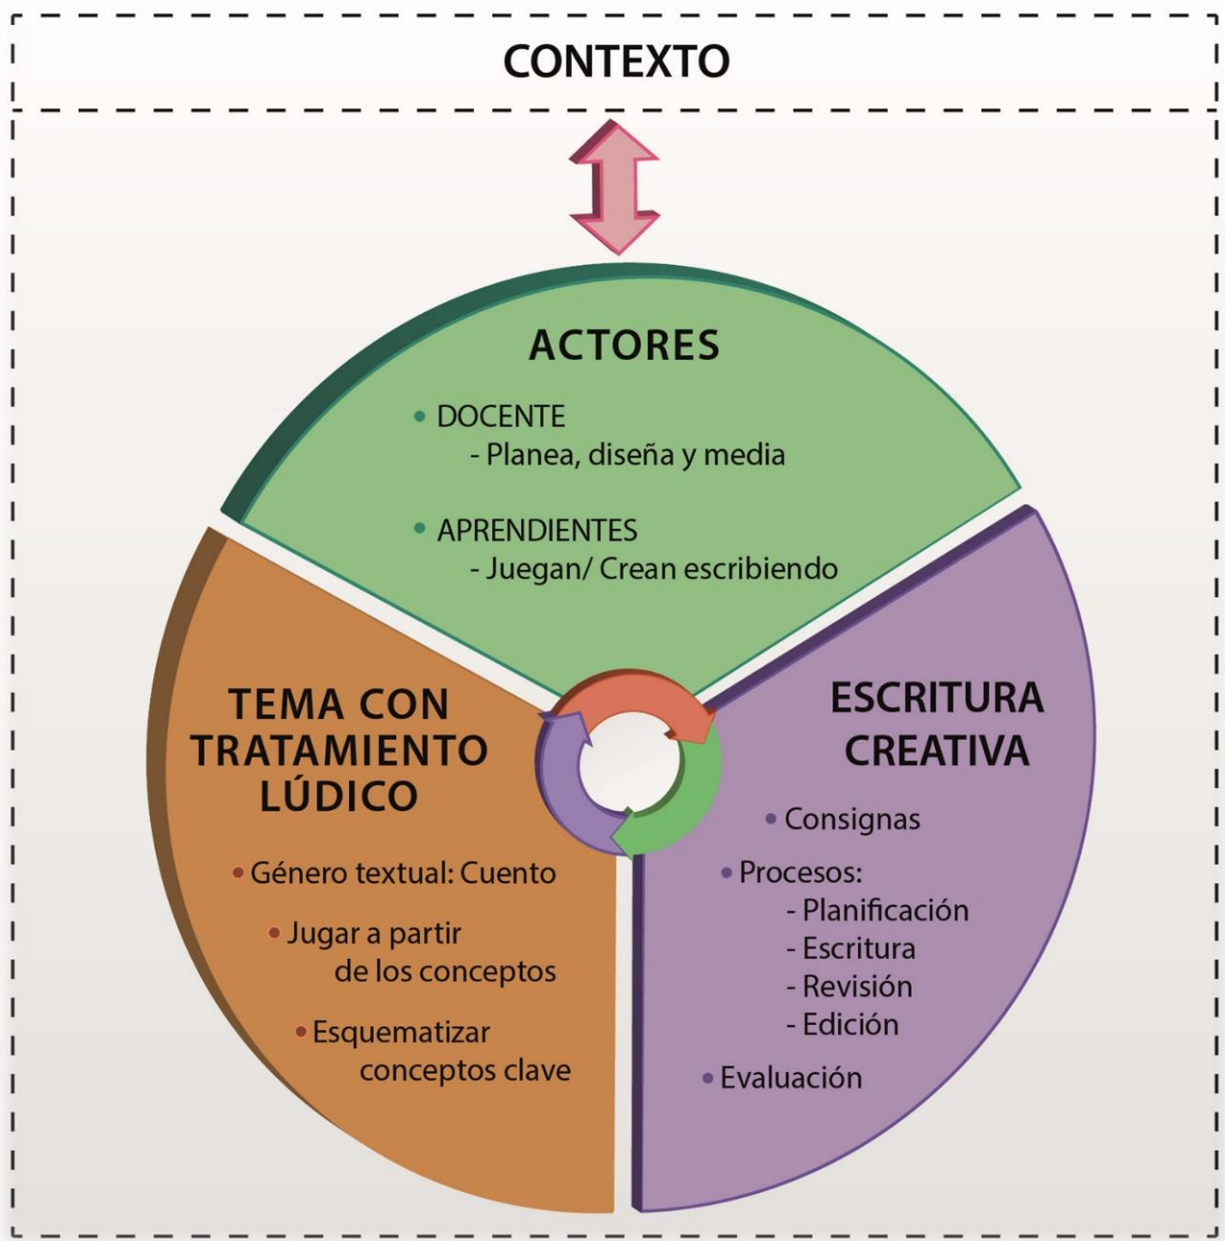 CONTEXTO
ACTORES
• DOCENTE
- Planea, diseña y media
• APRENDIENTES
- Juegan/ Crean escribiendo
TEMA CON
TRATAMIENTO
LÚDICO
• Género textual: Cuento
• Jugar a partir
de los conceptos
• Esquematizar
conceptos clave
ESCRITURA
CREATIVA
• Consignas
• Procesos:
- Planificación
- Escritura
- Revisión
- Edición
• Evaluación